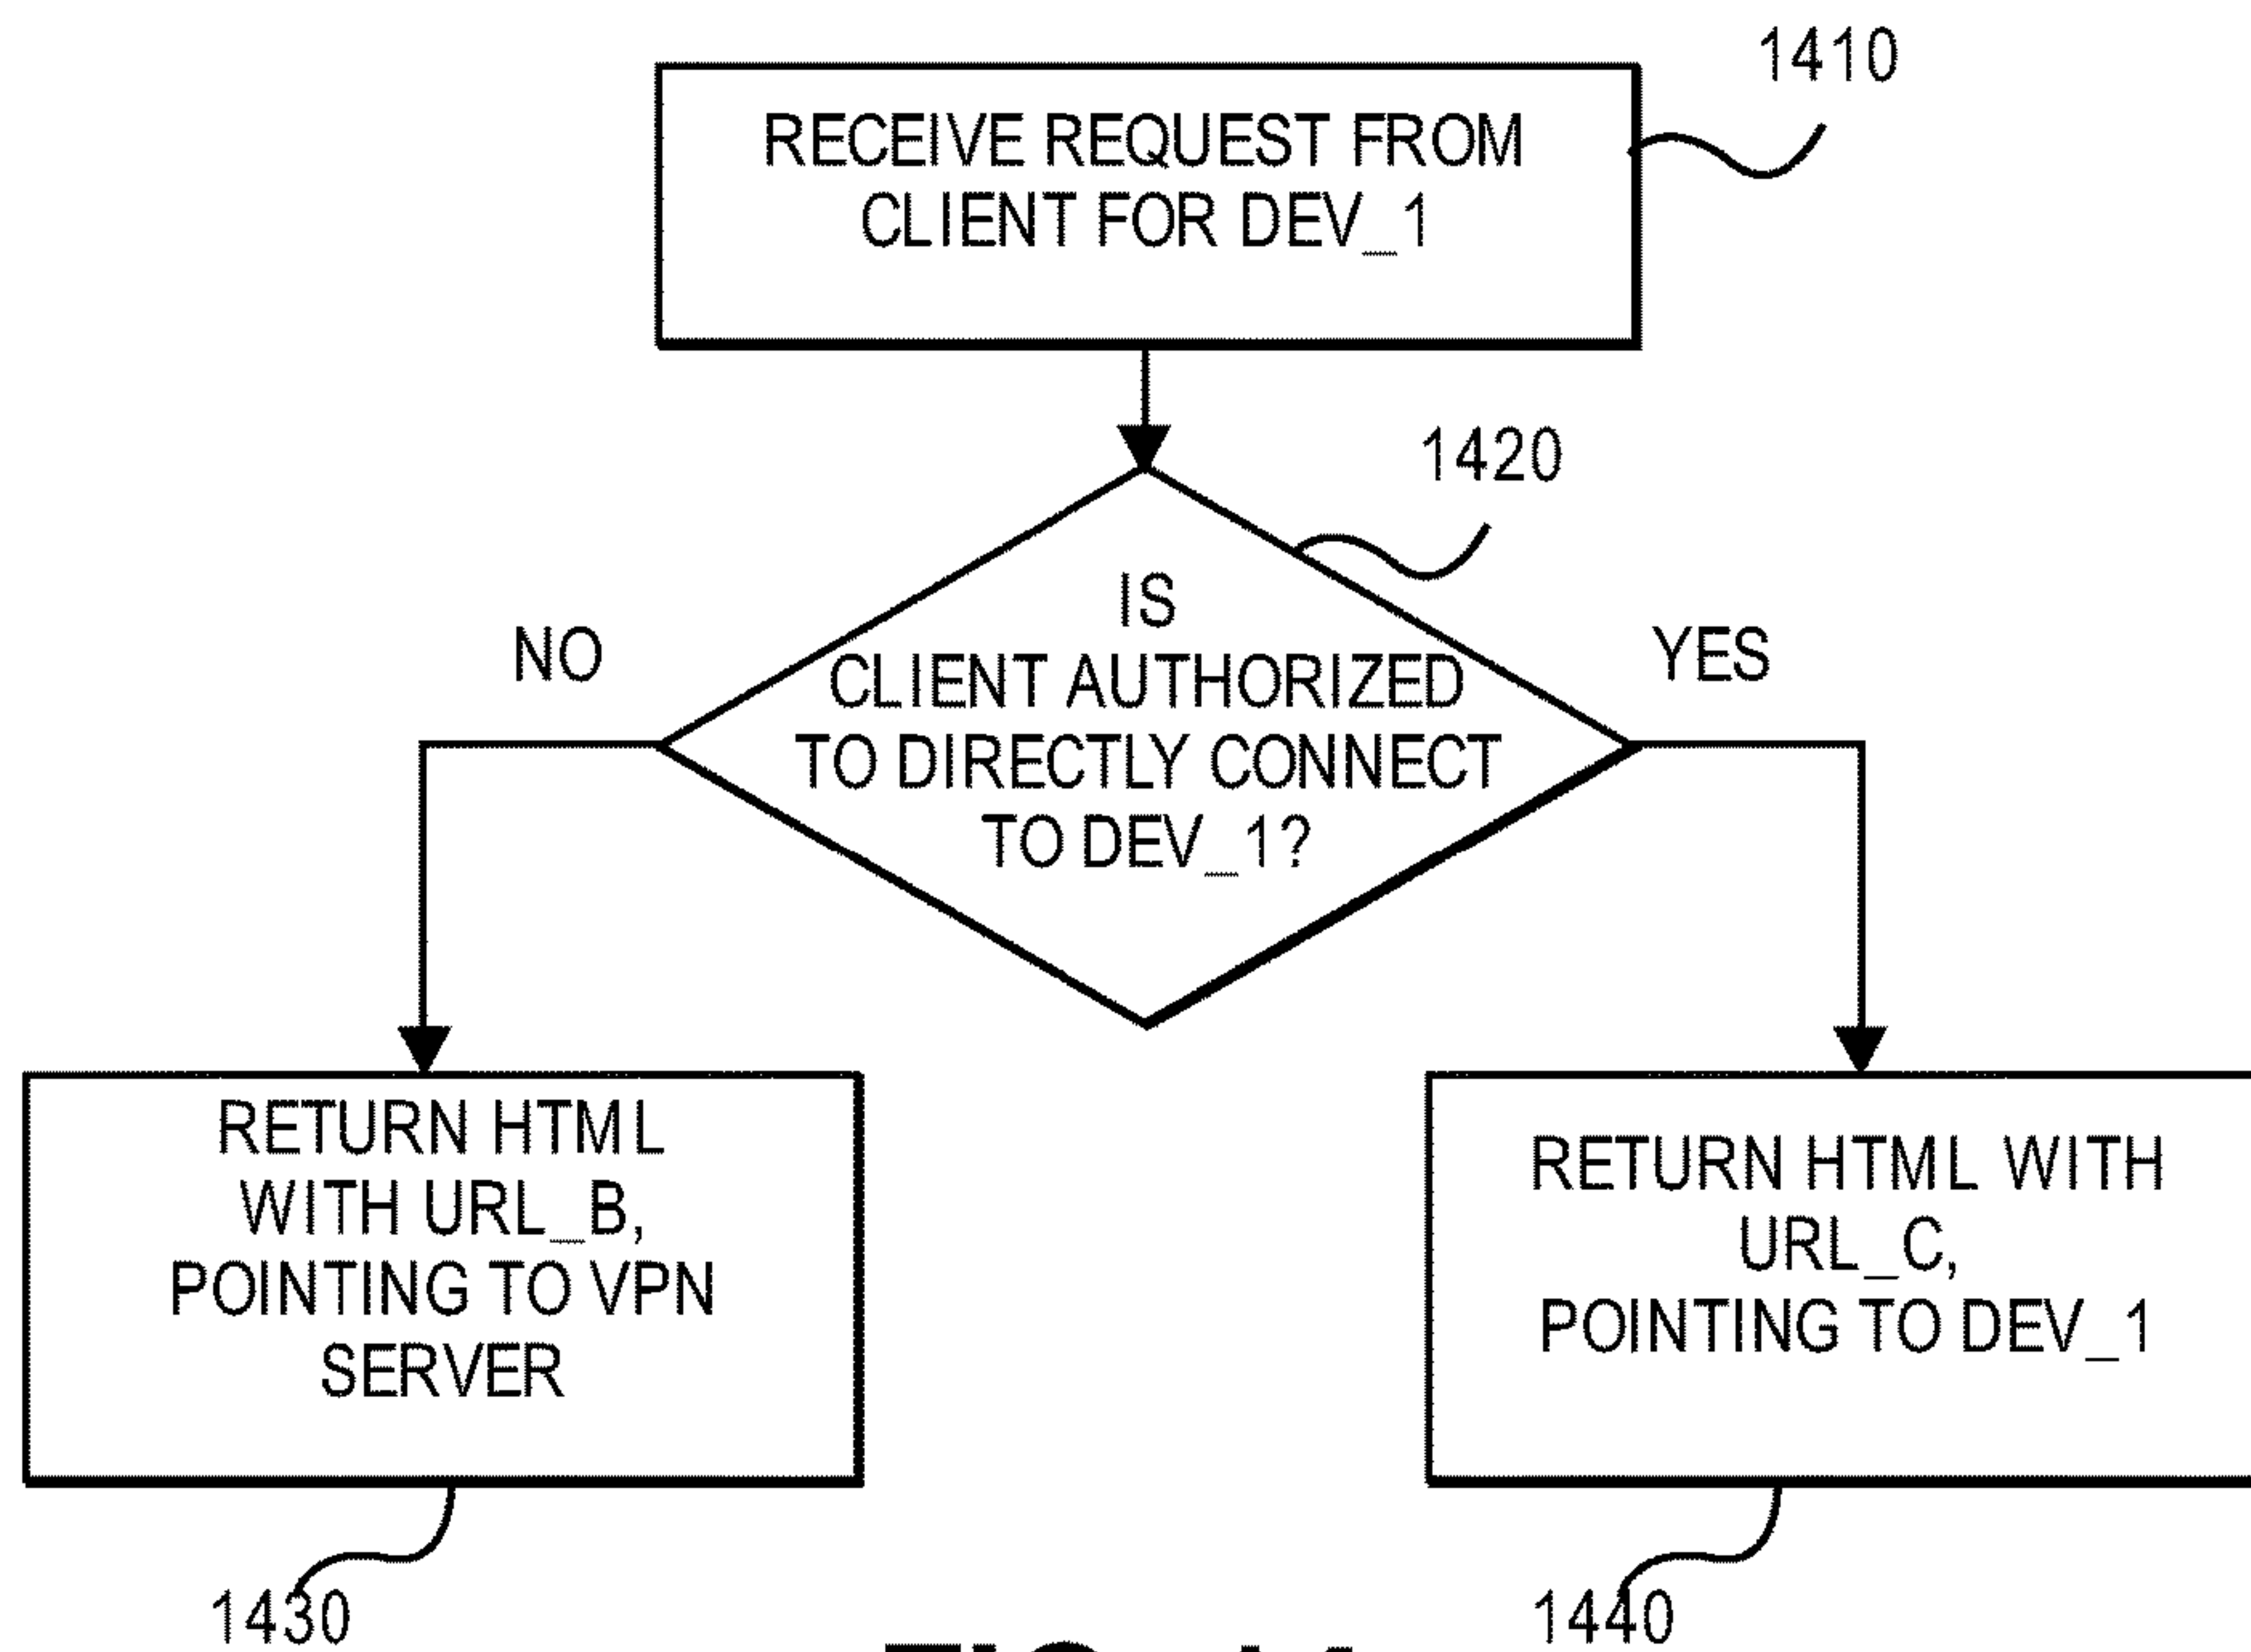 1410
RECEIVE REQUEST FROM
CLIENT FOR DEV_1
1420
IS
CLIENT AUTHORIZED
TO DIRECTLY CONNECT
TO DEV_1?
NO
YES
RETURN HTML
WITH URL_B,
POINTING TO VPN
SERVER
RETURN HTML WITH
URL_C,
POINTING TO DEV_1
1430
1440